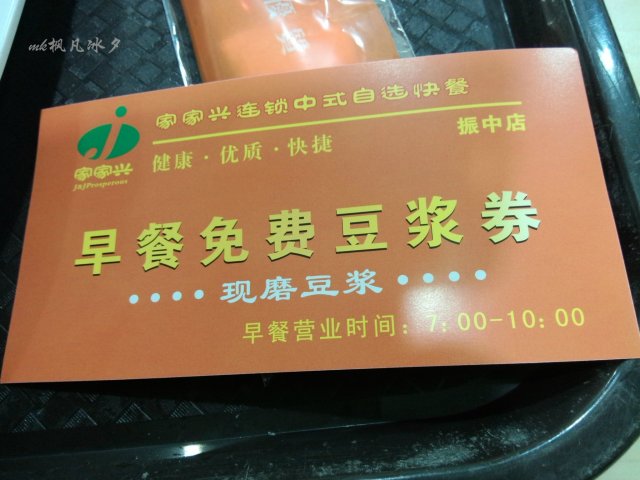 mk枫凡冰夕
家家兴连锁中式自选快餐
振中店
健康·优质·快捷
家家兴
JRJProsperous
早餐免费豆浆券
····现磨豆浆····
早餐营业时间：7：00-10：00